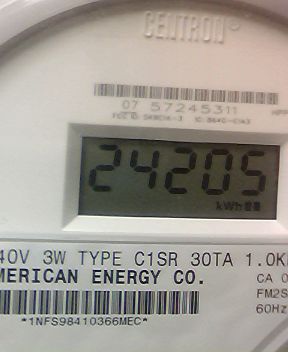 CENTRON®
07 57245311
24205
kWh
40V 3W TYPE C1SR 30TA 1.0K
MERICAN ENERGY CO.
CA 0
FM2S
60Hz
*1NFS98410366MEC*